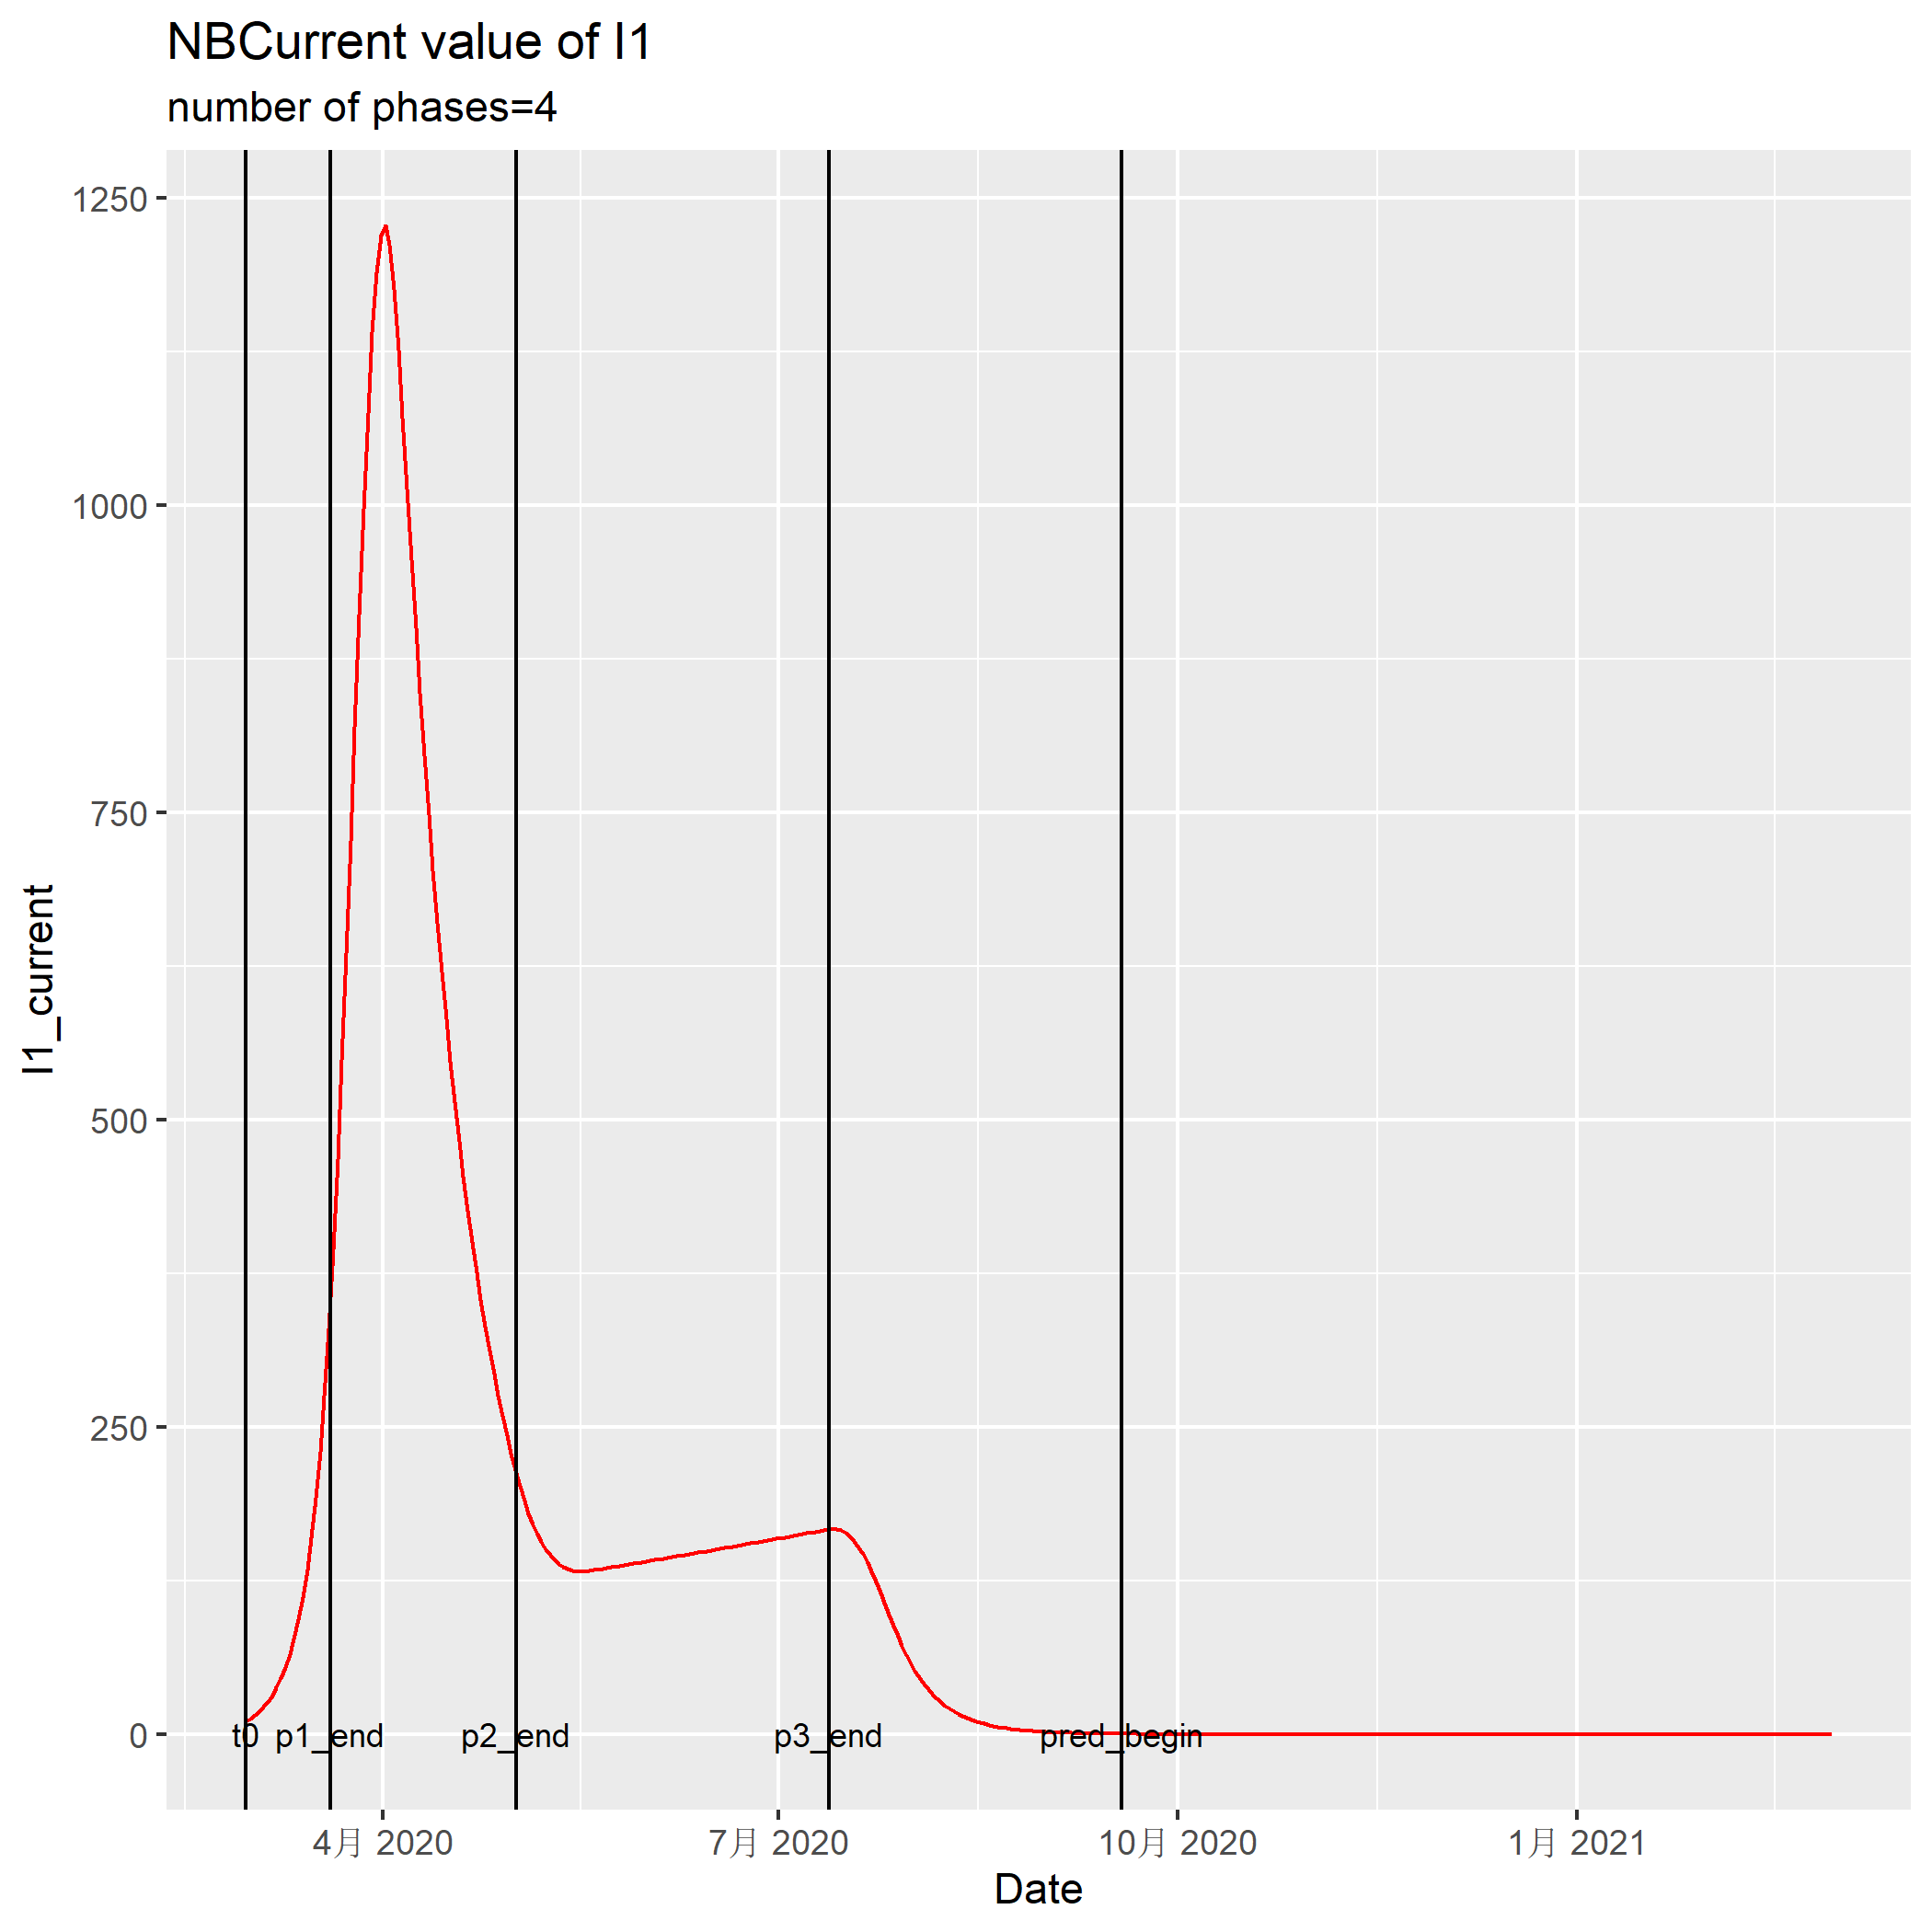 NBCurrent value of I1
number of phases=4
1250
1000
750
500
250
0
I1_current
t0 p1_end p2_end p3_end pred_begin
4月 2020 7月 2020 10月 2020 1月 2021
Date